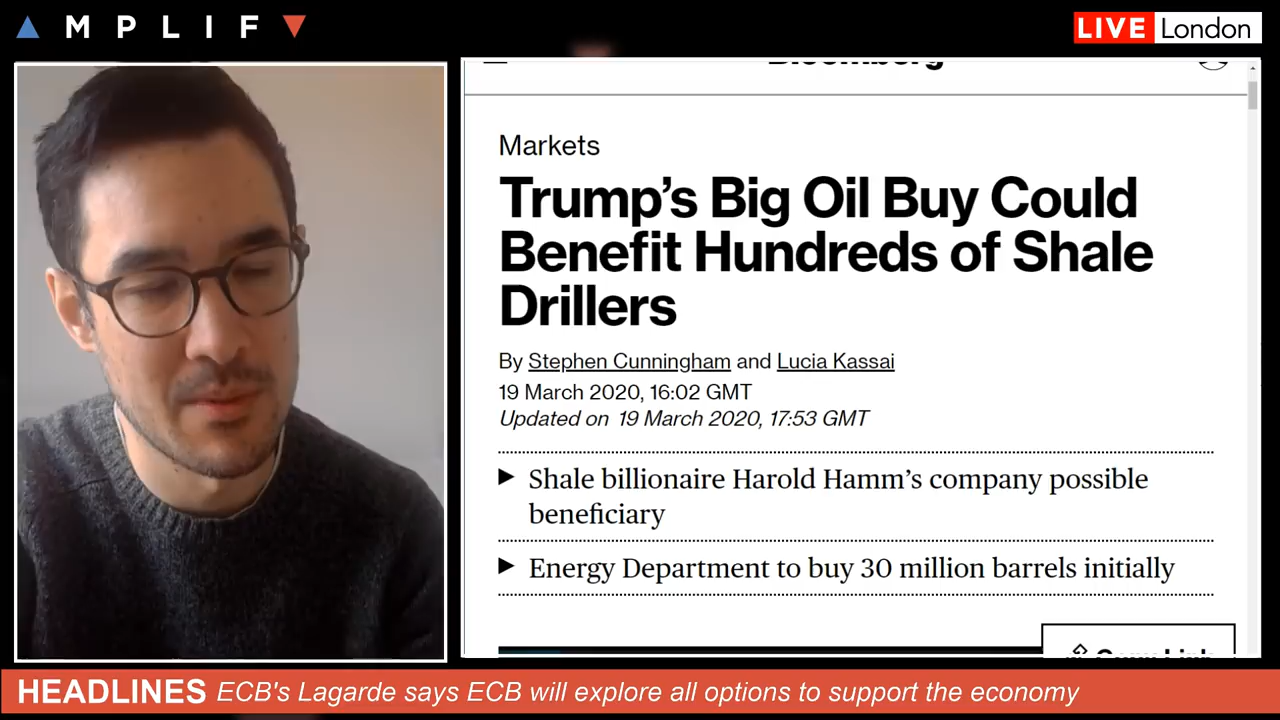 ▲ M P L I F ▼
LIVE London
Bloomberg
Markets
Trump's Big Oil Buy Could
Benefit Hundreds of Shale
Drillers
By Stephen Cunningham and Lucia Kassai
19 March 2020, 16:02 GMT
Updated on 19 March 2020, 17:53 GMT
▶ Shale billionaire Harold Hamm's company possible
beneficiary
▶ Energy Department to buy 30 million barrels initially
Copy Link
HEADLINES ECB's Lagarde says ECB will explore all options to support the economy